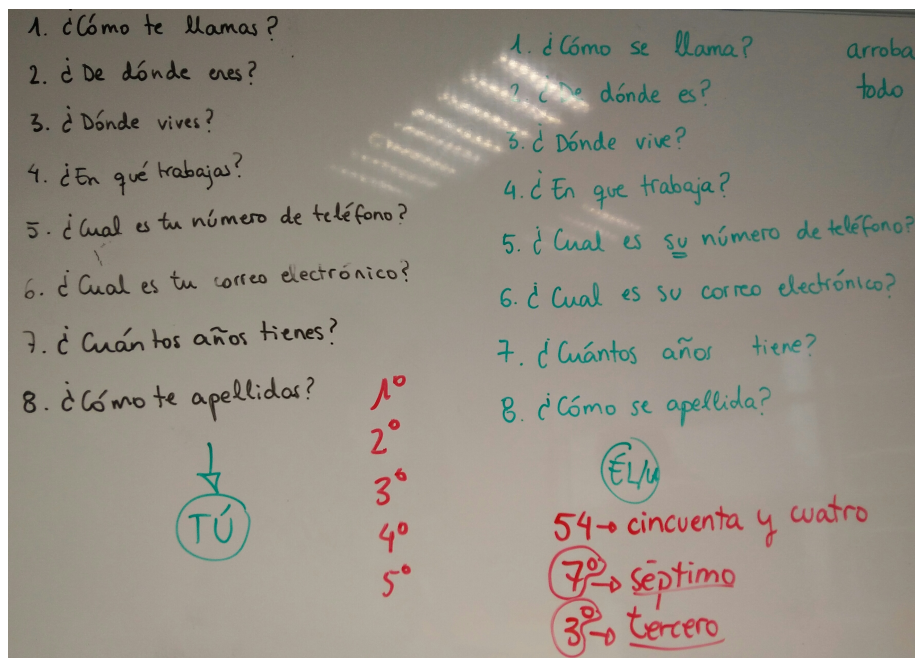 1. ¿Cómo te llamas?
2. ¿De dónde eres?
3. ¿Dónde vives?
4. ¿En qué trabajas?
5. ¿Cual es tu número de teléfono?
6. ¿Cual es tu correo electrónico?
7. ¿Cuántos años tienes?
8. ¿Cómo te apellidas?
TÚ
1º
2º
3º
4º
5º
1. ¿Cómo se llama?
2. ¿De dónde es?
3. ¿Dónde vive?
4. ¿En que trabaja?
5. ¿Cual es su número de teléfono?
6. ¿Cual es su correo electrónico?
7. ¿Cuántos años tiene?
8. ¿Cómo se apellida?
arroba
todo
54→ cincuenta y cuatro
7º→ séptimo
3º→ tercero